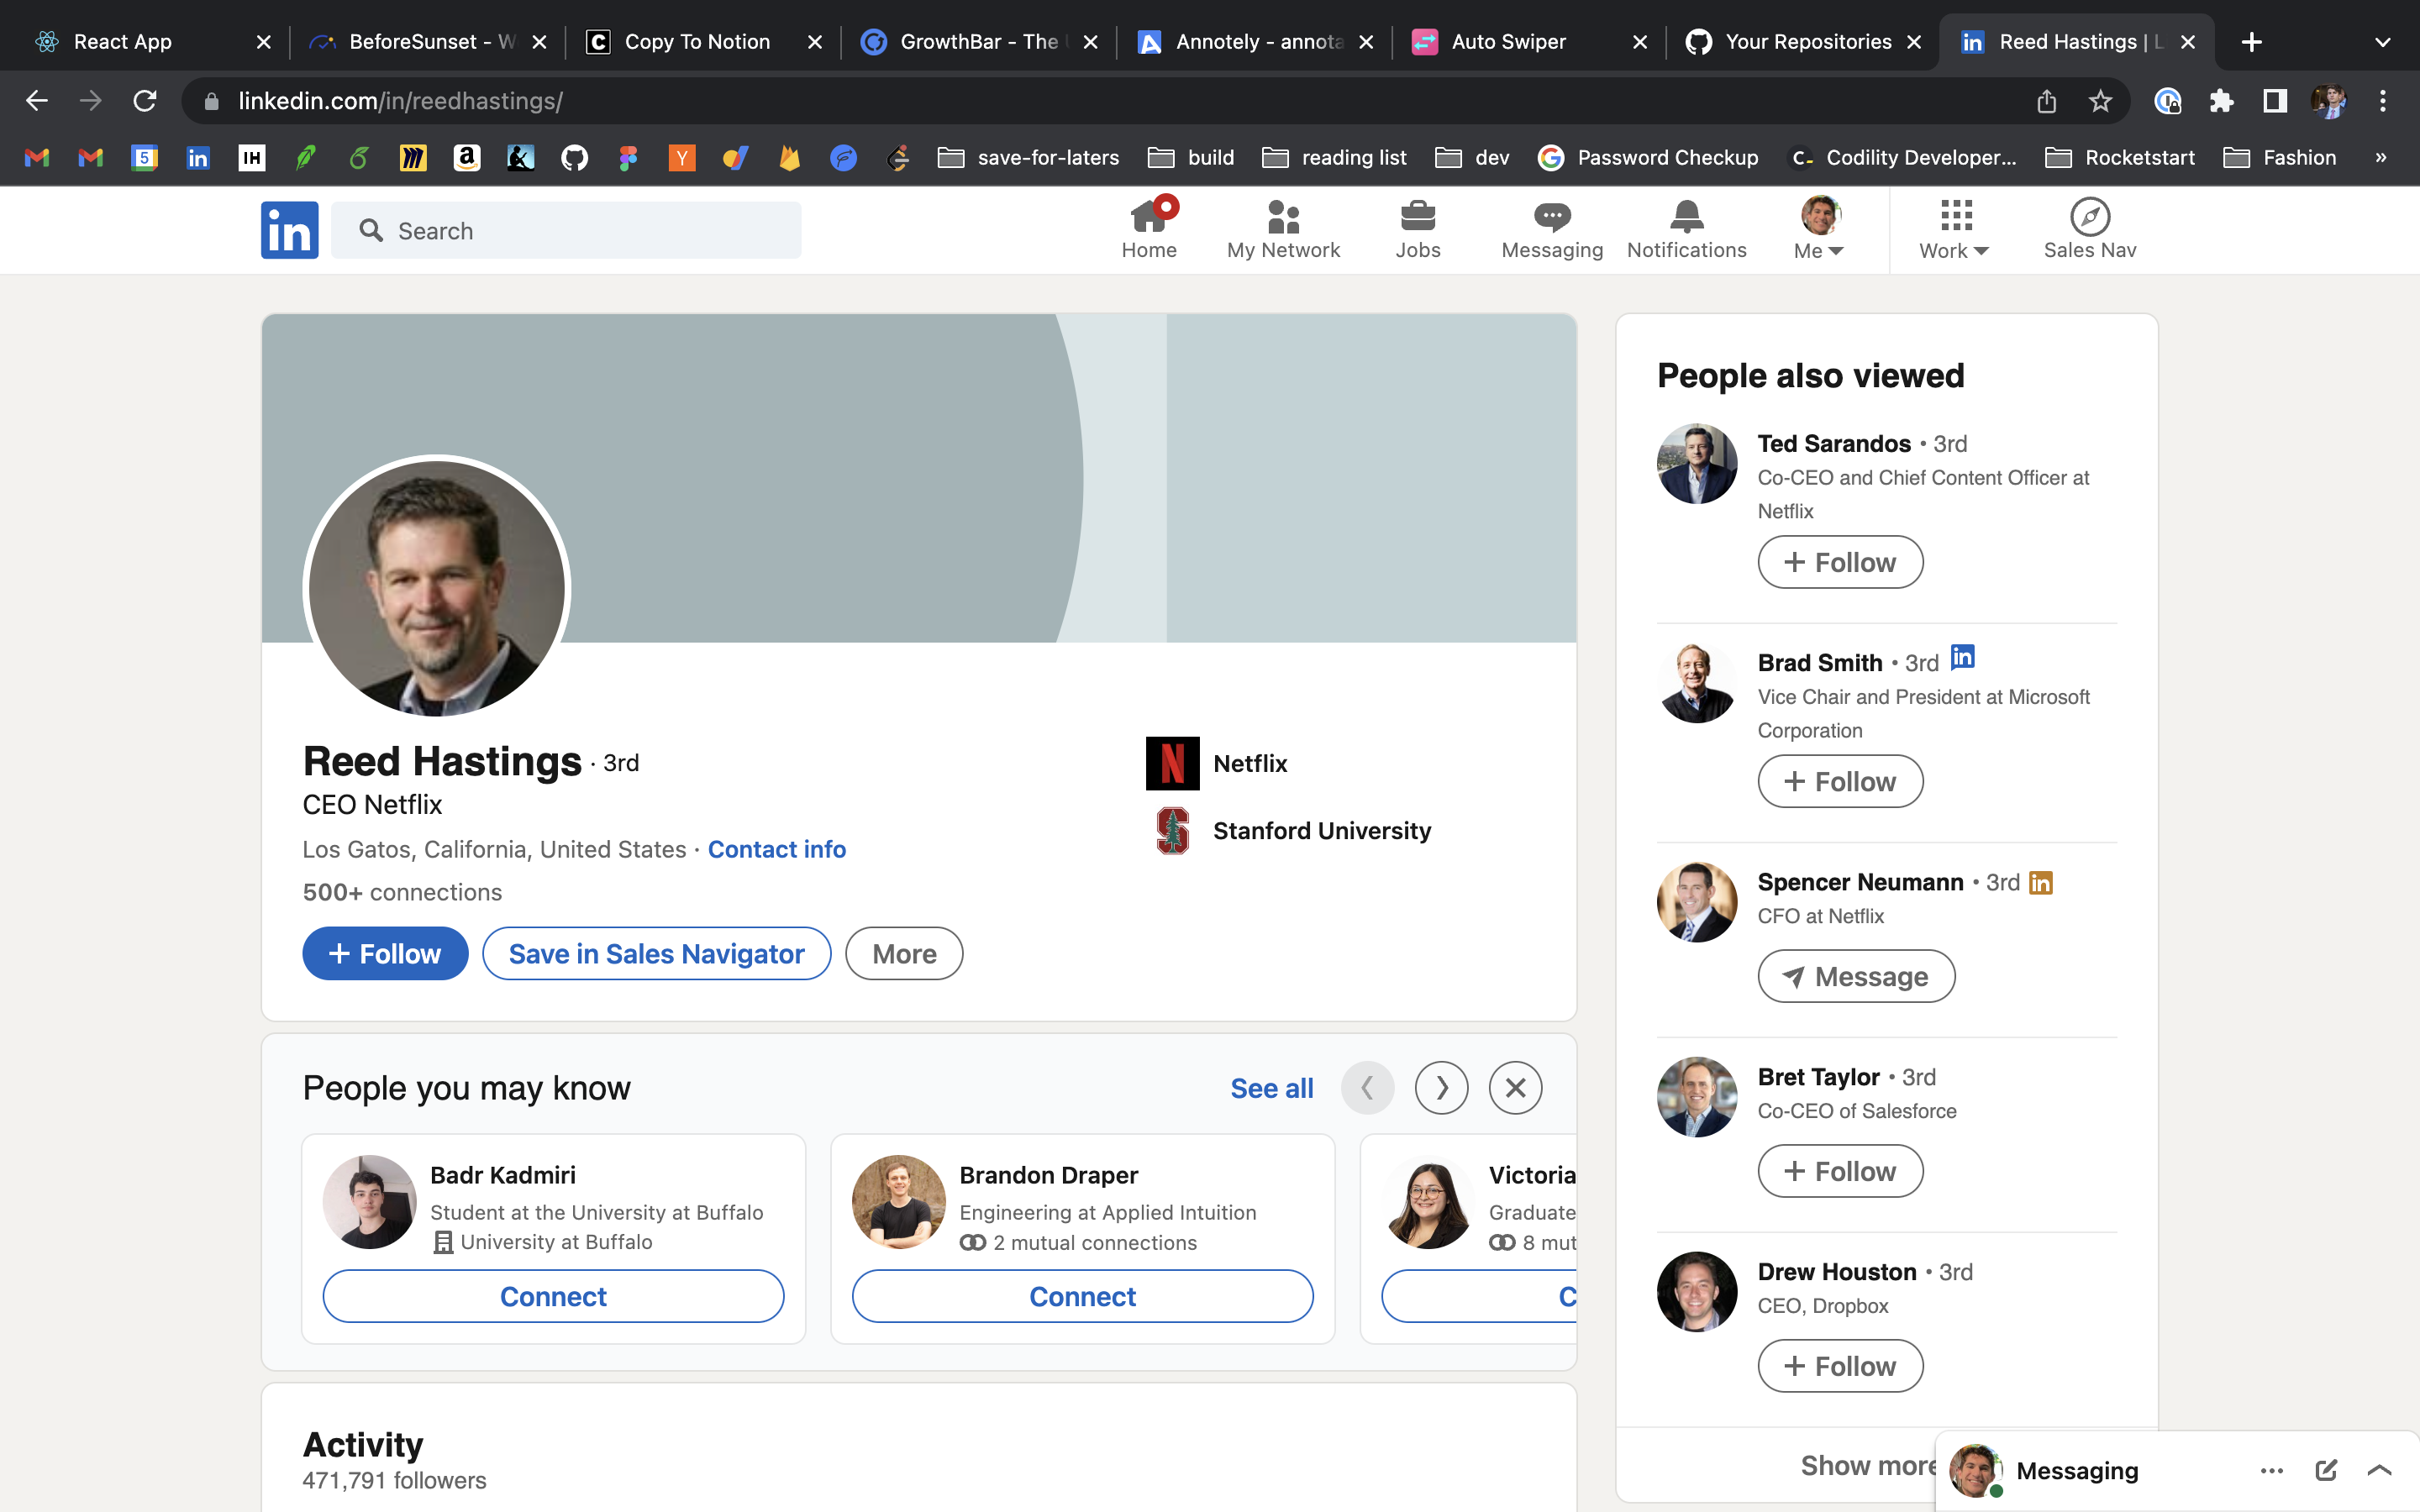 React App
BeforeSunset - W
Copy To Notion
GrowthBar - The
Annotely - annota
Auto Swiper
Your Repositories
Reed Hastings | L
linkedin.com/in/reedhastings/
5
in
IH
a
Y
save-for-laters
build
reading list
dev
Password Checkup
Codility Developer...
Rocketstart
Fashion
»
in
Search
Home
My Network
Jobs
Messaging
Notifications
Me
Work
Sales Nav
Reed Hastings · 3rd
CEO Netflix
Los Gatos, California, United States · Contact info
500+ connections
Netflix
Stanford University
+ Follow
Save in Sales Navigator
More
People you may know
See all
Badr Kadmiri
Student at the University at Buffalo
University at Buffalo
Connect
Brandon Draper
Engineering at Applied Intuition
2 mutual connections
Connect
Victoria
Graduate
8 mut
C
Activity
471,791 followers
People also viewed
Ted Sarandos • 3rd
Co-CEO and Chief Content Officer at
Netflix
+ Follow
Brad Smith • 3rd in
Vice Chair and President at Microsoft
Corporation
+ Follow
Spencer Neumann • 3rd in
CFO at Netflix
Message
Bret Taylor • 3rd
Co-CEO of Salesforce
+ Follow
Drew Houston • 3rd
CEO, Dropbox
+ Follow
Show more
Messaging